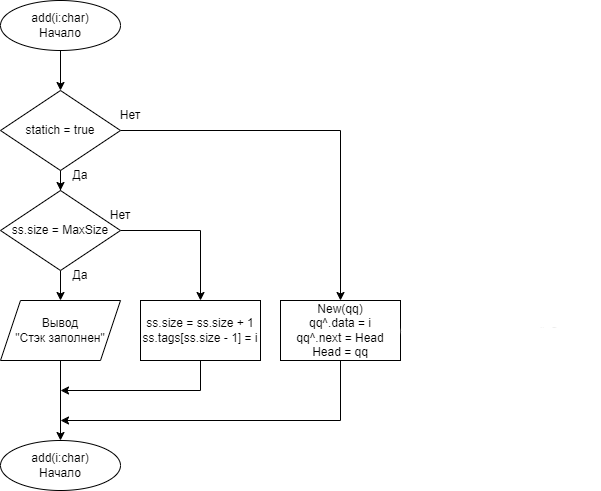 add(i:char)
Начало
Нет
statich = true
Да
Нет
ss.size = MaxSize
Да
Вывод
"Стэк заполнен"
ss.size = ss.size + 1
ss.tags[ss.size - 1] = i
New(qq)
qq^.data = i
qq^.next = Head
Head = qq
add(i:char)
Начало